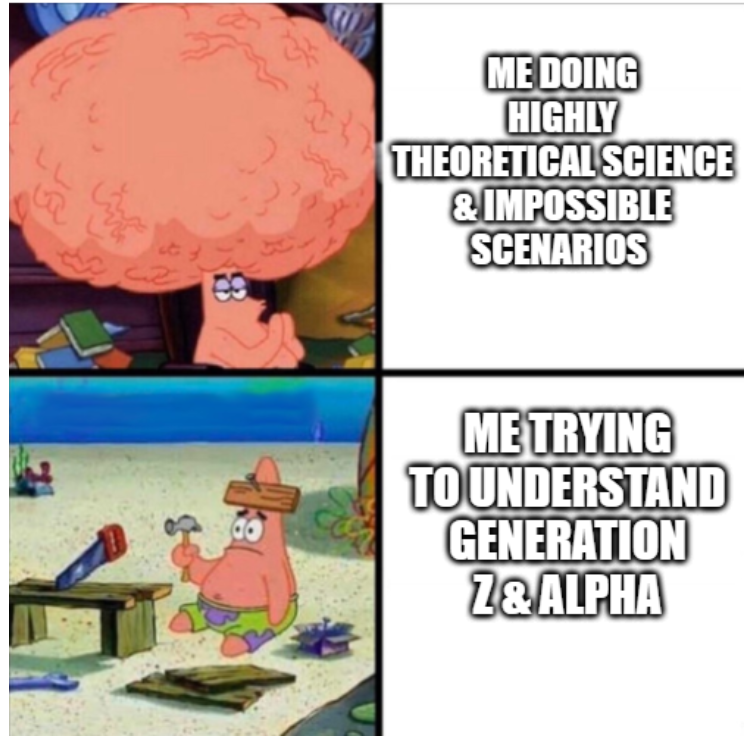 ME DOING
HIGHLY
THEORETICAL SCIENCE
& IMPOSSIBLE
SCENARIOS
ME TRYING
TO UNDERSTAND
GENERATION
Z & ALPHA